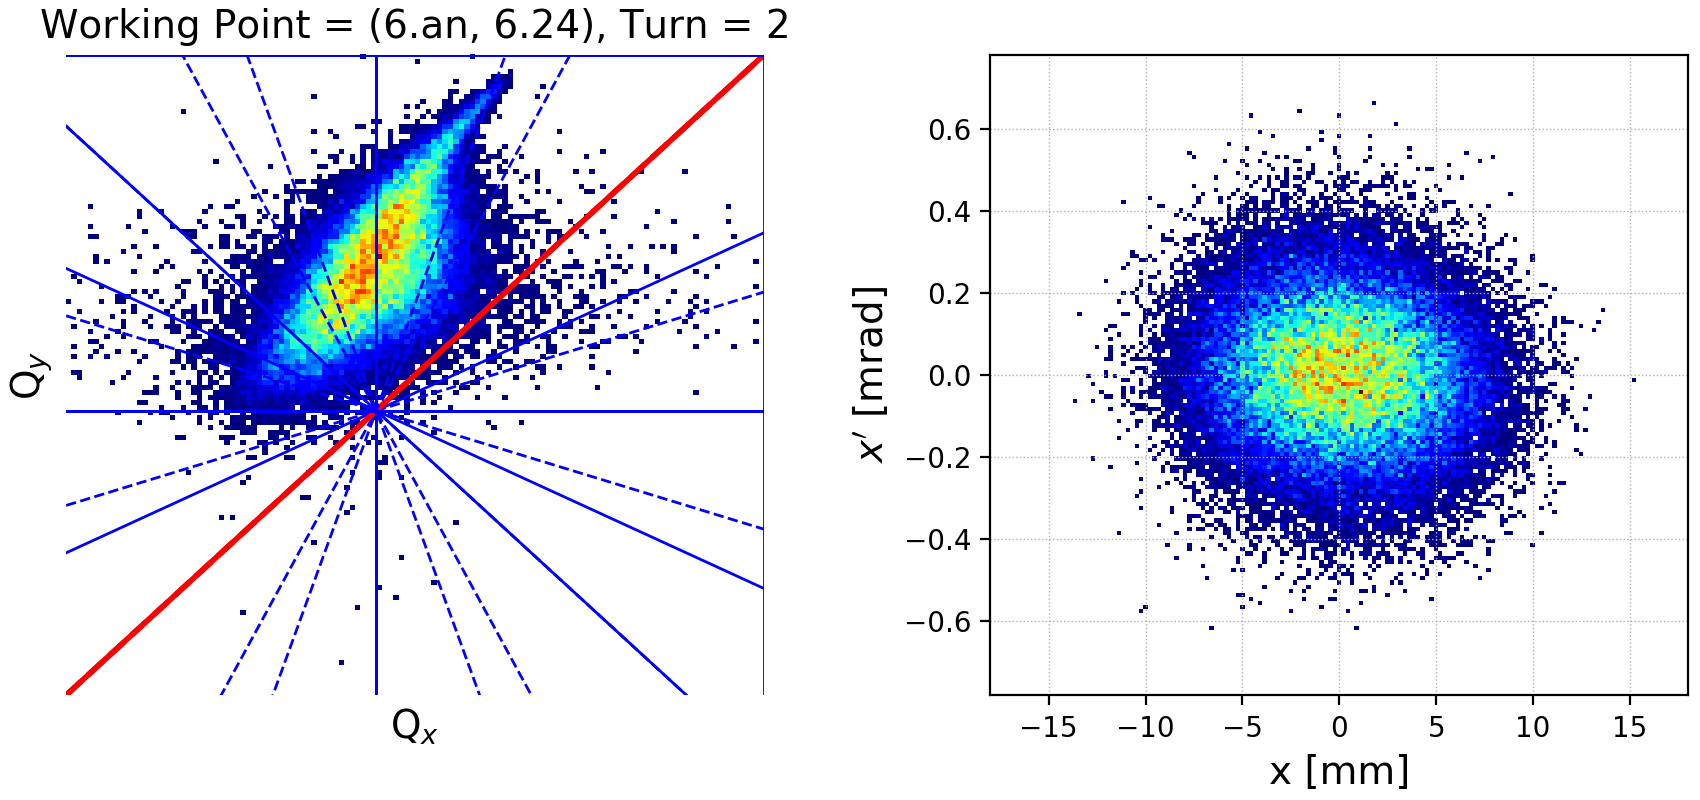 Working Point = (6.an, 6.24), Turn = 2
Q_y
Q_x
0.6
0.4
0.2
0.0
−0.2
−0.4
−0.6
x′ [mrad]
−15
−10
−5
0
5
10
15
x [mm]